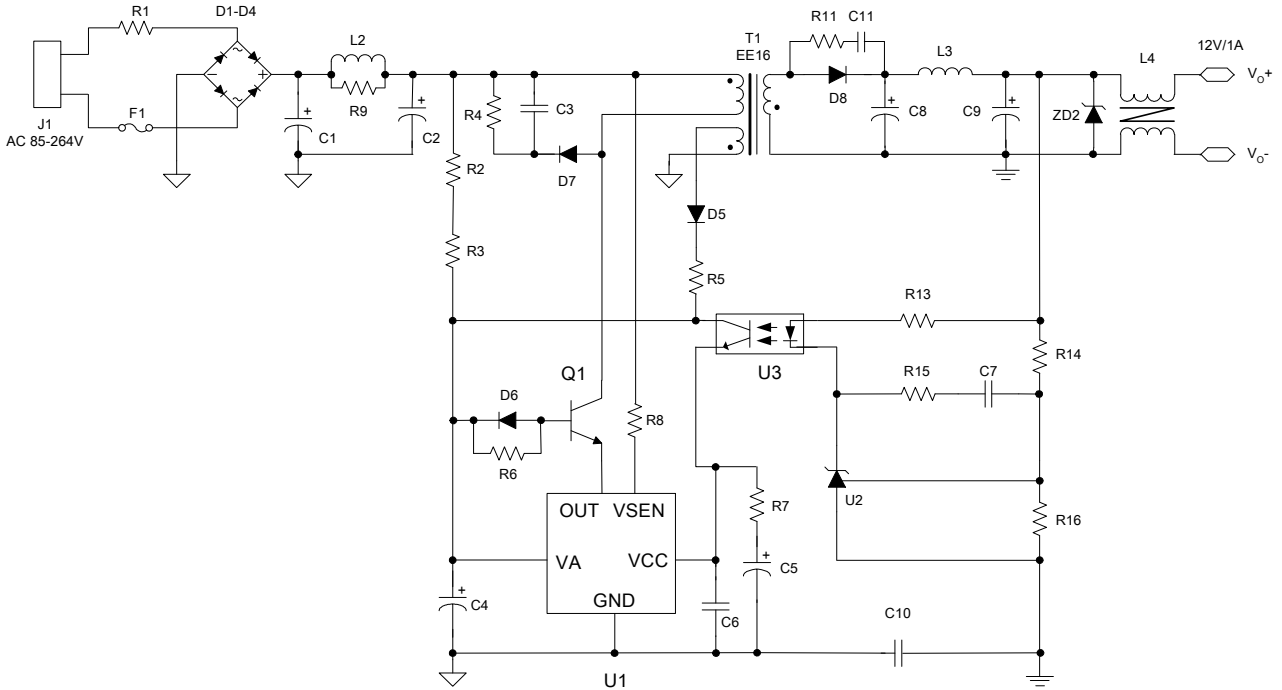 R1
D1-D4
L2
R9
F1
J1
AC 85-264V
C1
+
C2
+
~
~
−
+
R4
C3
D7
R2
R3
T1
EE16
R11
C11
D8
L3
C8
+
C9
+
ZD2
L4
12V/1A
VO+
VO-
D5
R5
R13
U3
R14
R15
C7
Q1
D6
R6
R8
U2
R16
OUT
VSEN
VA
VCC
GND
U1
R7
C5
+
C4
+
C6
C10